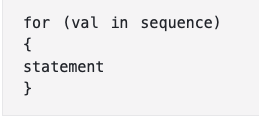 for (val in sequence)
{
statement
}